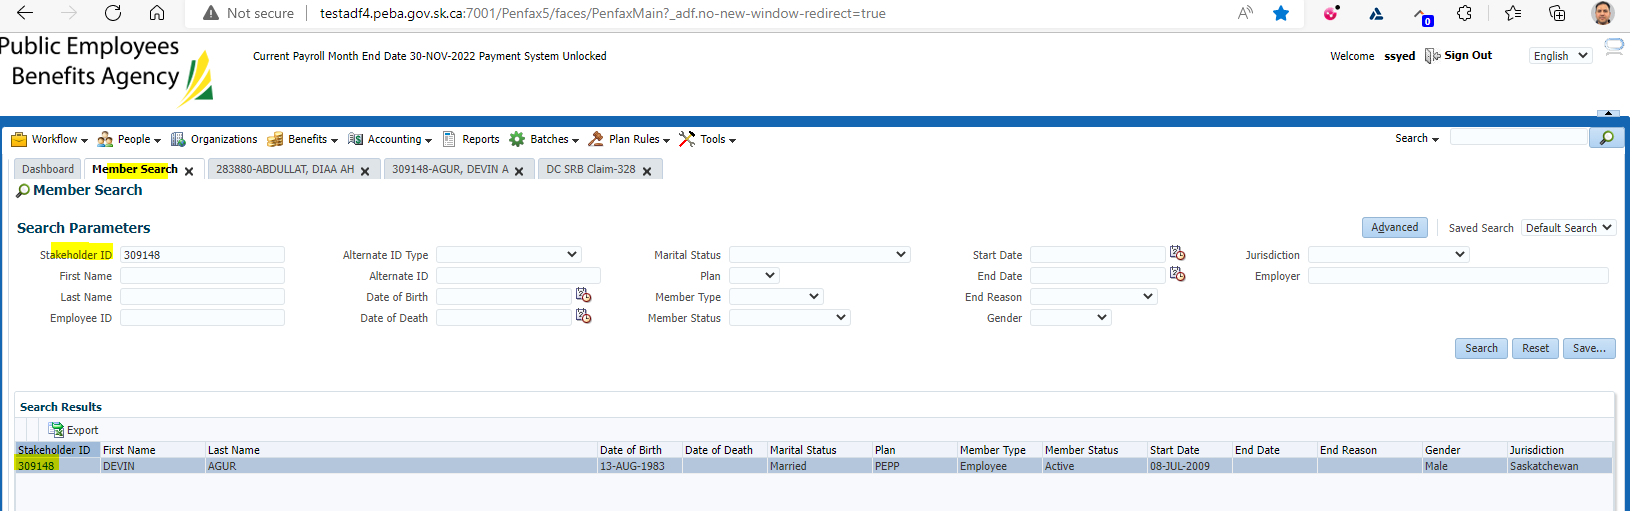 Not secure | testadf4.peba.gov.sk.ca:7001/Penfax5/faces/PenfaxMain?_adf.no-new-window-redirect=true
0
Public Employees
Benefits Agency
Current Payroll Month End Date 30-NOV-2022 Payment System Unlocked
Welcome ssyed Sign Out English
Workflow People Organizations Benefits Accounting Reports Batches Plan Rules Tools Search
Dashboard Member Search 283880-ABDULLAT, DIAA AH 309148-AGUR, DEVIN A DC SRB Claim-328
Member Search
Search Parameters Advanced Saved Search Default Search
Stakeholder ID 309148 Alternate ID Type Marital Status Start Date Jurisdiction
First Name Alternate ID Plan End Date Employer
Last Name Date of Birth Member Type End Reason
Employee ID Date of Death Member Status Gender
Search Reset Save...
Search Results
Export
Stakeholder ID First Name Last Name Date of Birth Date of Death Marital Status Plan Member Type Member Status Start Date End Date End Reason Gender Jurisdiction
309148 DEVIN AGUR 13-AUG-1983 Married PEPP Employee Active 08-JUL-2009 Male Saskatchewan